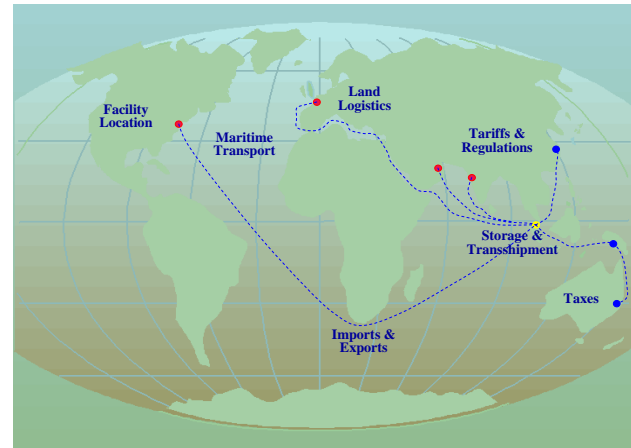 Land
Logistics
Facility
Location
Maritime
Transport
Tariffs &
Regulations
Storage &
Transshipment
Taxes
Imports &
Exports